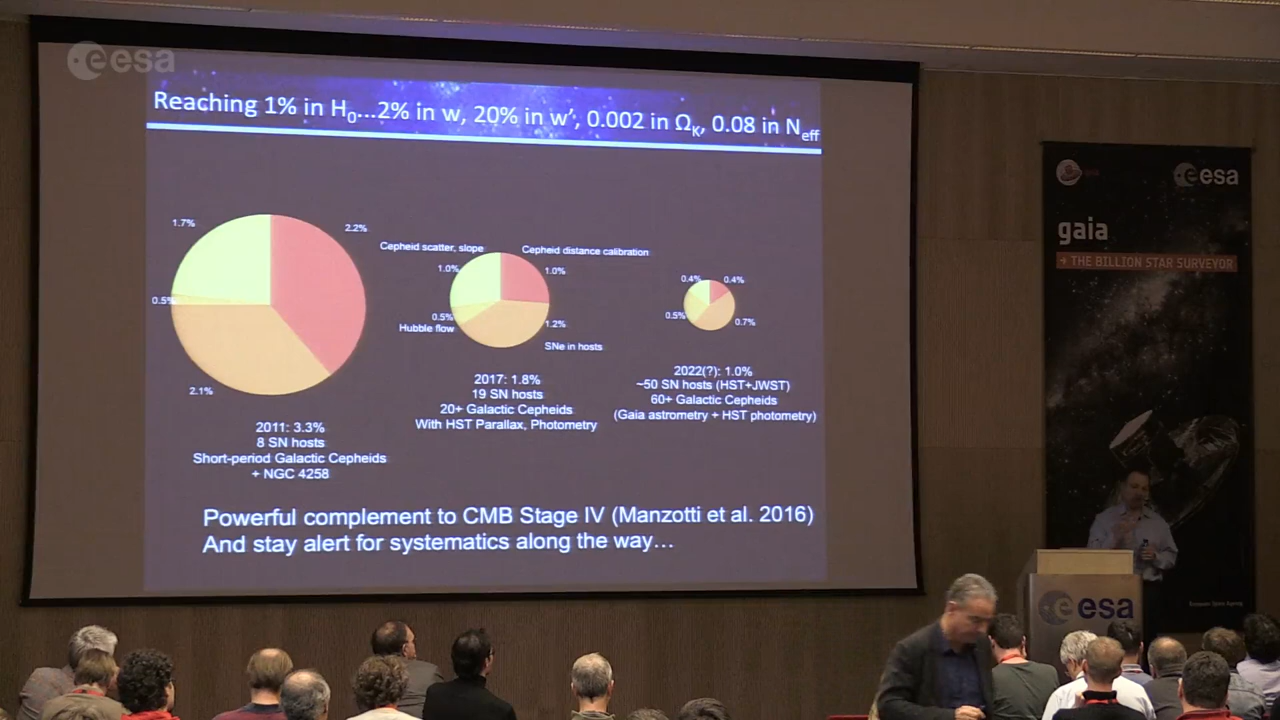 eesa
Reaching 1% in H0...2% in w, 20% in w', 0.002 in ΩK, 0.08 in Neff
1.7%
2.2%
0.5%
2.1%
2011: 3.3%
8 SN hosts
Short-period Galactic Cepheids
+ NGC 4258
Cepheid scatter, slope
Cepheid distance calibration
1.0%
1.0%
0.5%
Hubble flow
1.2%
SNe in hosts
2017: 1.8%
19 SN hosts
20+ Galactic Cepheids
With HST Parallax, Photometry
0.4%
0.4%
0.5%
0.7%
2022(?): 1.0%
~50 SN hosts (HST+JWST)
60+ Galactic Cepheids
(Gaia astrometry + HST photometry)
Powerful complement to CMB Stage IV (Manzotti et al. 2016)
And stay alert for systematics along the way…
esa
gaia
→ THE BILLION STAR SURVEYOR
European Space Agency
esa